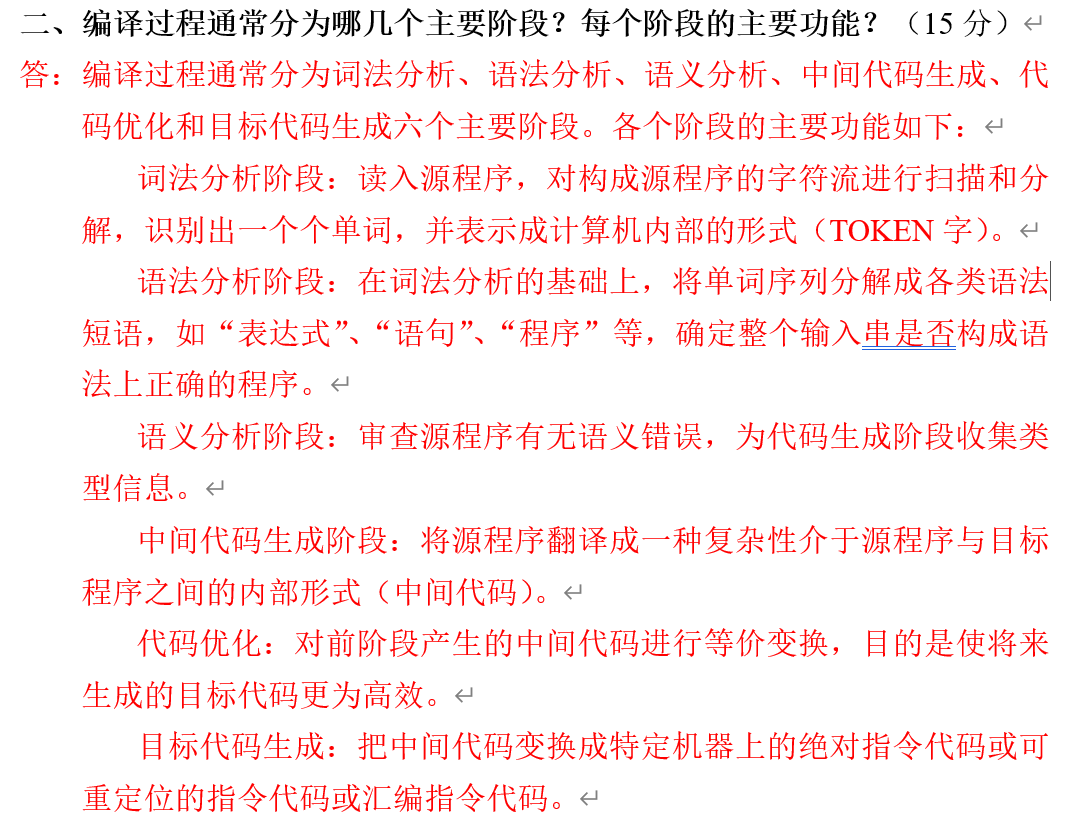 二、编译过程通常分为哪几个主要阶段？每个阶段的主要功能？（15 分）
答：编译过程通常分为词法分析、语法分析、语义分析、中间代码生成、代
码优化和目标代码生成六个主要阶段。各个阶段的主要功能如下：
词法分析阶段：读入源程序，对构成源程序的字符流进行扫描和分
解，识别出一个个单词，并表示成计算机内部的形式（TOKEN 字）。
语法分析阶段：在词法分析的基础上，将单词序列分解成各类语法
短语，如“表达式”、“语句”、“程序”等，确定整个输入串是否构成语
法上正确的程序。
语义分析阶段：审查源程序有无语义错误，为代码生成阶段收集类
型信息。
中间代码生成阶段：将源程序翻译成一种复杂性介于源程序与目标
程序之间的内部形式（中间代码）。
代码优化：对前阶段产生的中间代码进行等价变换，目的是使将来
生成的目标代码更为高效。
目标代码生成：把中间代码变换成特定机器上的绝对指令代码或可
重定位的指令代码或汇编指令代码。